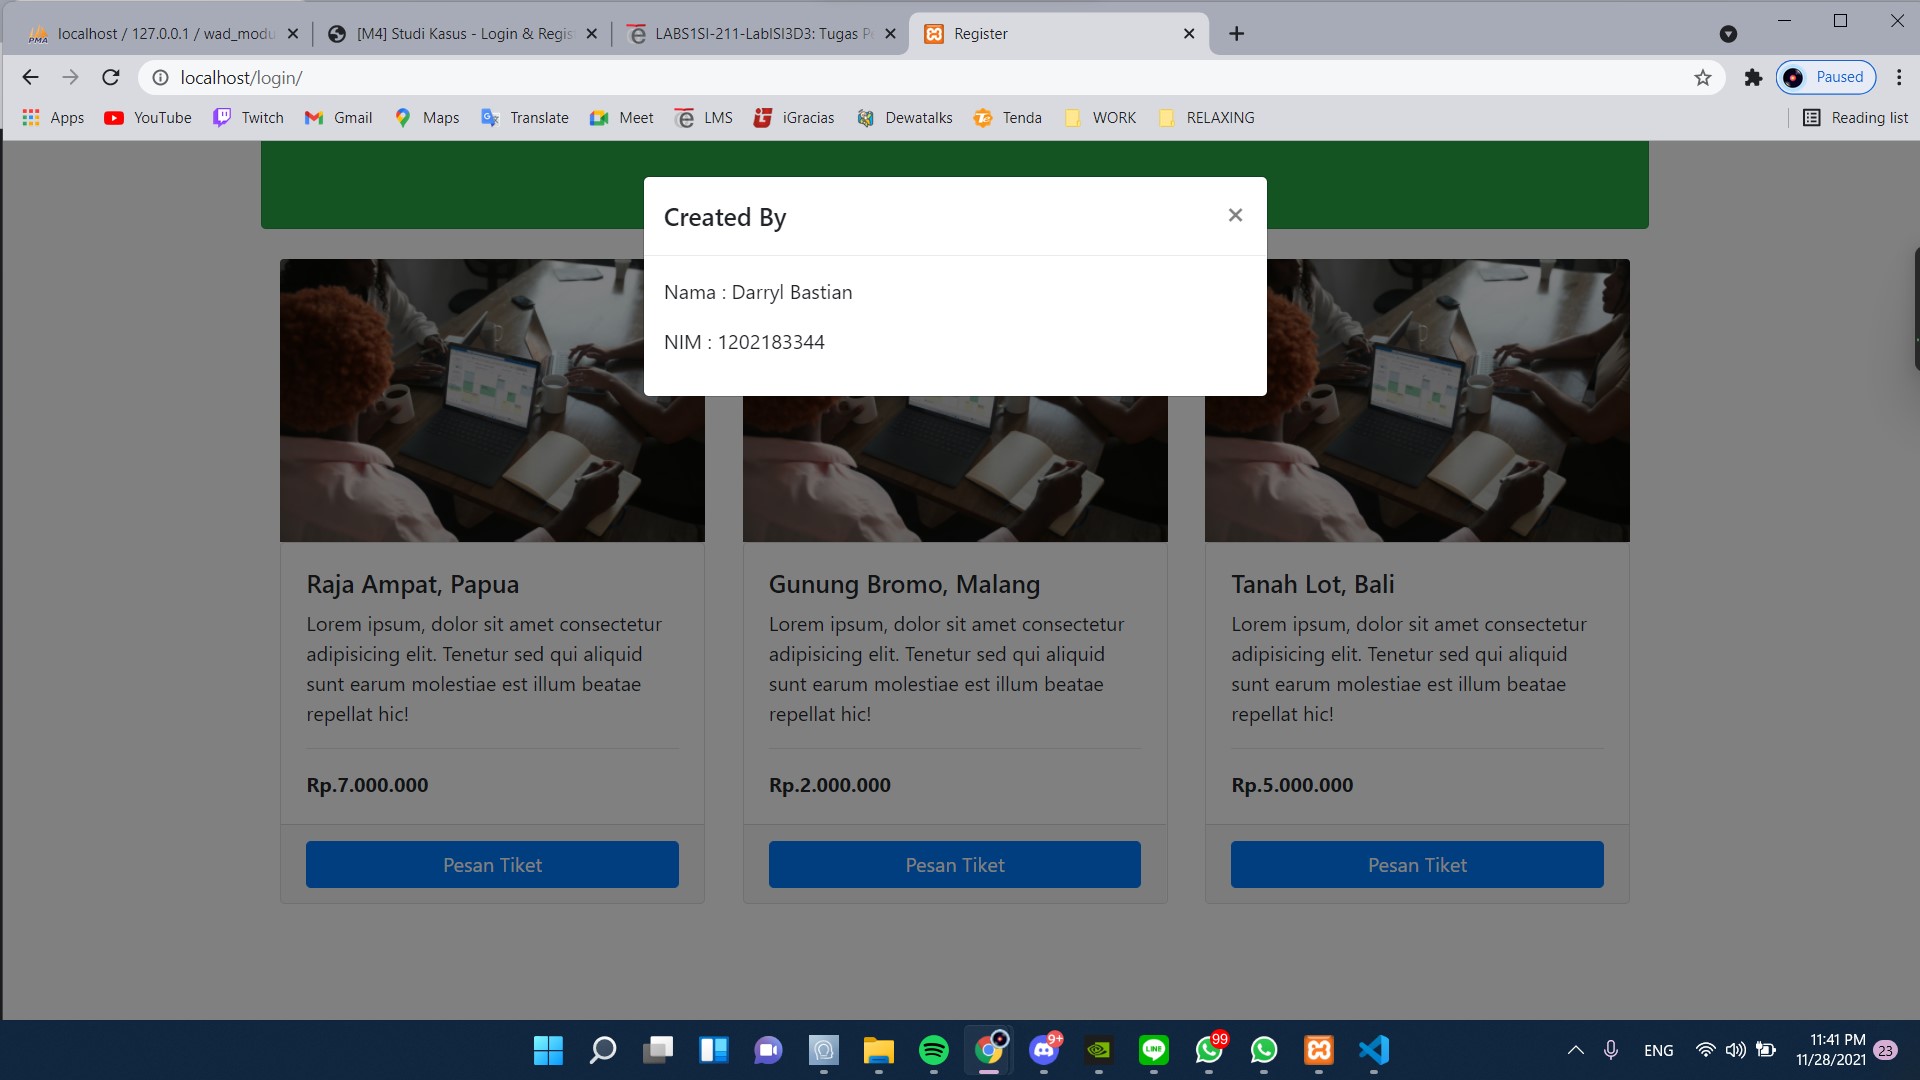 localhost / 127.0.0.1 / wad_modu
[M4] Studi Kasus - Login & Regis
LABS1SI-211-LabISI3D3: Tugas Pe
Register
localhost/login/
Paused
Apps
YouTube
Twitch
Gmail
Maps
Translate
Meet
LMS
iGracias
Dewatalks
Tenda
WORK
RELAXING
Reading list
Created By
×
Nama : Darryl Bastian
NIM : 1202183344
Raja Ampat, Papua
Lorem ipsum, dolor sit amet consectetur
adipisicing elit. Tenetur sed qui aliquid
sunt earum molestiae est illum beatae
repellat hic!
Rp.7.000.000
Pesan Tiket
Gunung Bromo, Malang
Lorem ipsum, dolor sit amet consectetur
adipisicing elit. Tenetur sed qui aliquid
sunt earum molestiae est illum beatae
repellat hic!
Rp.2.000.000
Pesan Tiket
Tanah Lot, Bali
Lorem ipsum, dolor sit amet consectetur
adipisicing elit. Tenetur sed qui aliquid
sunt earum molestiae est illum beatae
repellat hic!
Rp.5.000.000
Pesan Tiket
9+
LINE
99
ENG
11:41 PM
11/28/2021
23